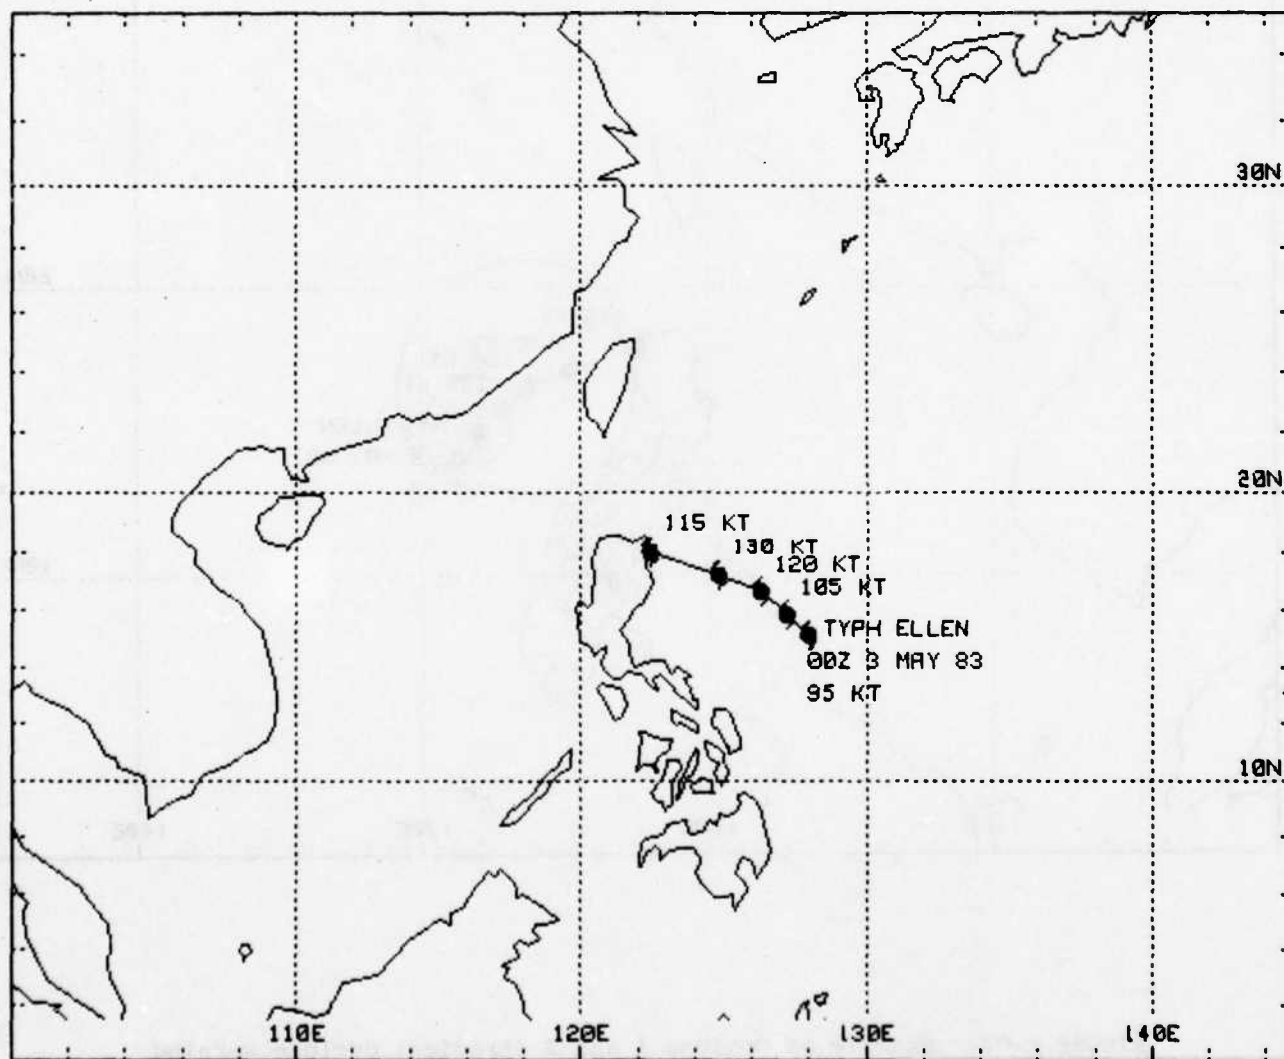 30N
20N
115 KT
130 KT
120 KT
105 KT
TYPH ELLEN
00Z 3 MAY 83
95 KT
10N
110E
120E
130E
140E